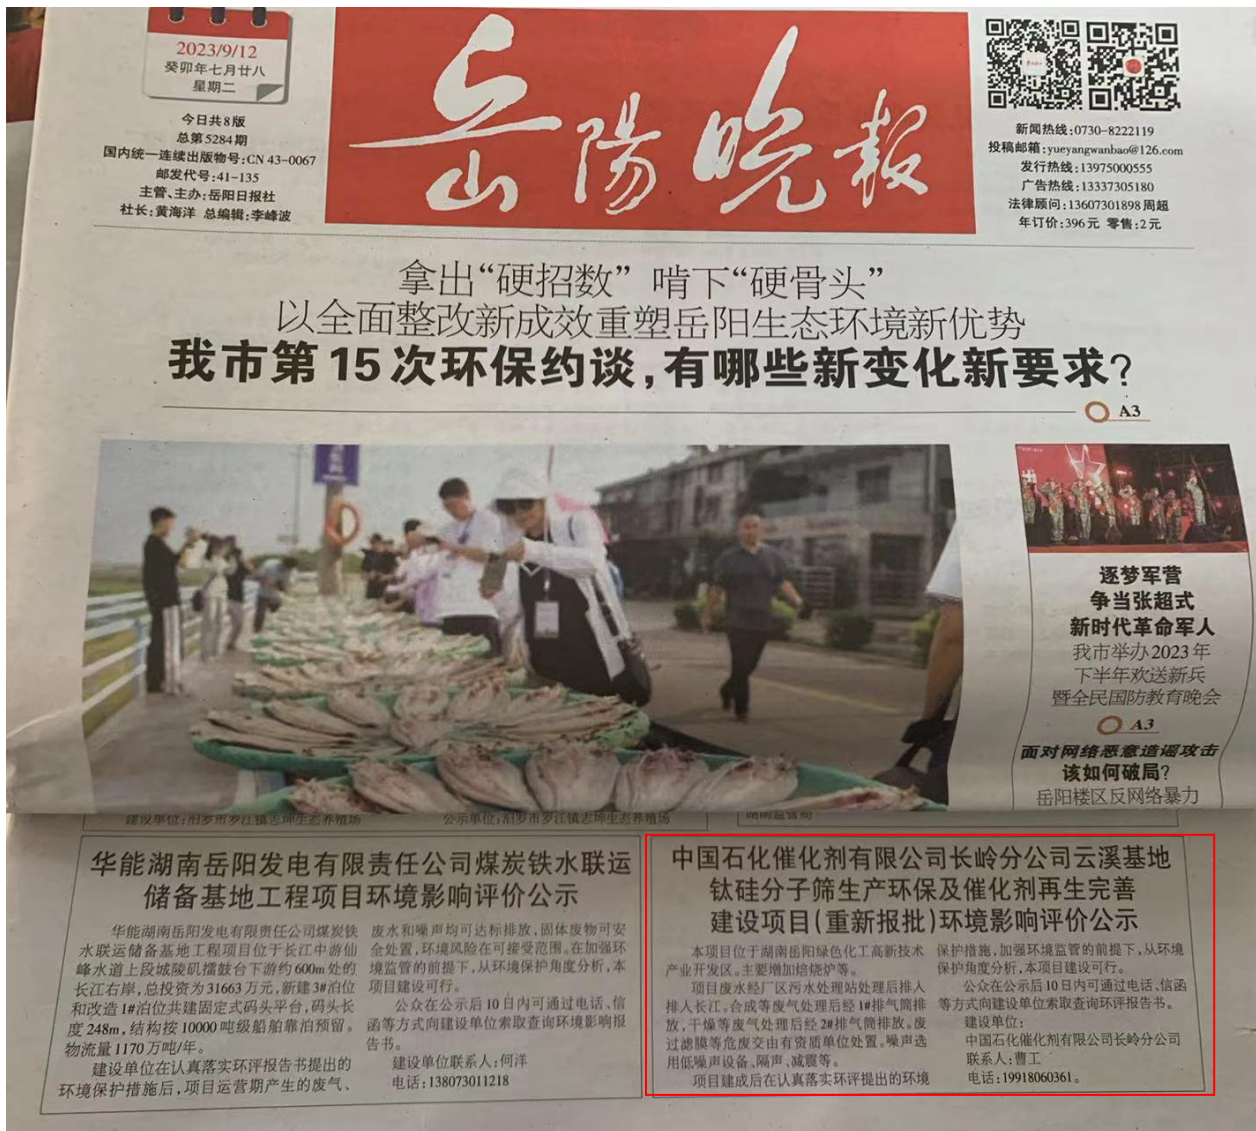 2023/9/12
癸卯年七月廿八
星期二
今日共8版
总第5284期
国内统一连续出版物号:CN 43-0067
邮发代号:41-135
主管、主办:岳阳日报社
社长:黄海洋 总编辑:李峰波
岳陽晚报
新闻热线:0730-8222119
投稿邮箱:yueyangwanbao@126.com
发行热线:13975000555
广告热线:13337305180
法律顾问:13607301898 周超
年订价:396元 零售:2元
拿出“硬招数” 啃下“硬骨头”
以全面整改新成效重塑岳阳生态环境新优势
我市第15次环保约谈,有哪些新变化新要求?
A3
逐梦军营
争当张超式
新时代革命军人
我市举办2023年
下半年欢送新兵
暨全民国防教育晚会
A3
面对网络恶意造谣攻击
该如何破局?
岳阳楼区反网络暴力
建设单位:汨罗市罗江镇志坤生态养殖场
公示单位:汨罗市罗江镇志坤生态养殖场
华能湖南岳阳发电有限责任公司煤炭铁水联运
储备基地工程项目环境影响评价公示
华能湖南岳阳发电有限责任公司煤炭铁
水联运储备基地工程项目位于长江中游仙
峰水道上段城陵矶擂鼓台下游约600m处的
长江右岸,总投资为31663万元,新建3#泊位
和改造1#泊位共建固定式码头平台,码头长
度248m,结构按10000吨级船舶靠泊预留。
物流量1170万吨/年。
建设单位在认真落实环评报告书提出的
环境保护措施后,项目运营期产生的废气、
废水和噪声均可达标排放,固体废物可安
全处置,环境风险在可接受范围。在加强环
境监管的前提下,从环境保护角度分析,本
项目建设可行。
公众在公示后10日内可通过电话、信
函等方式向建设单位索取查询环境影响报
告书。
建设单位联系人:何洋
电话:138073011218
中国石化催化剂有限公司长岭分公司云溪基地
钛硅分子筛生产环保及催化剂再生完善
建设项目(重新报批)环境影响评价公示
本项目位于湖南岳阳绿色化工高新技术
产业开发区。主要增加焙烧炉等。
项目废水经厂区污水处理站处理后排入
排入长江。合成等废气处理后经1#排气筒排
放,干燥等废气处理后经2#排气筒排放。废
过滤膜等危废交由有资质单位处置。噪声选
用低噪声设备、隔声、减震等。
项目建成后在认真落实环评提出的环境
保护措施,加强环境监管的前提下,从环境
保护角度分析,本项目建设可行。
公众在公示后10日内可通过电话、信函
等方式向建设单位索取查询环评报告书。
建设单位:
中国石化催化剂有限公司长岭分公司
联系人:曹工
电话:19918060361。